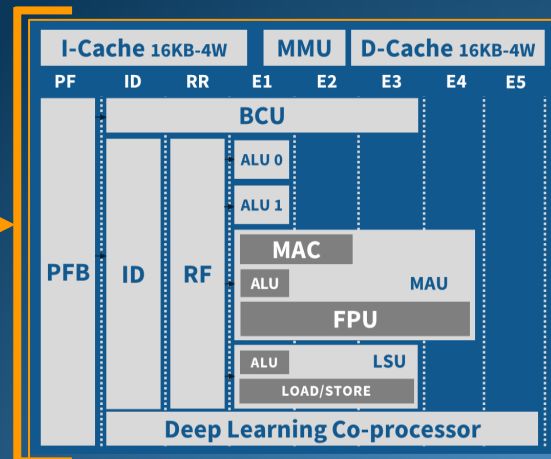 I-Cache 16KB-4W MMU D-Cache 16KB-4W
PF ID RR E1 E2 E3 E4 E5
BCU
ALU 0
ALU 1
MAC
PFB ID RF ALU MAU
FPU
ALU LSU
LOAD/STORE
Deep Learning Co-processor